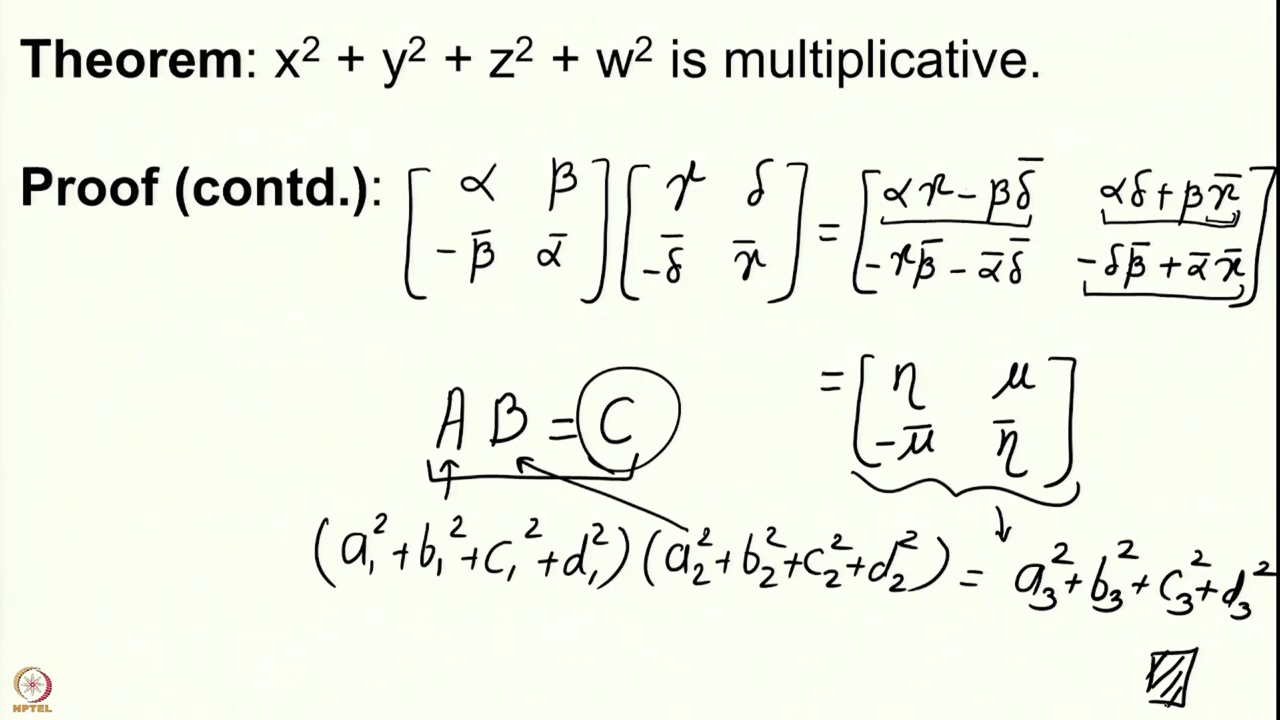 Theorem: x² + y² + z² + w² is multiplicative.
Proof (contd.): [ α β ; -β̄ ᾱ ] [ γ δ ; -δ̄ γ̄ ] = [ αγ - βδ̄ αδ + βγ̄ ; -γβ̄ - ᾱδ̄ -δβ̄ + ᾱγ̄ ]
= [ η μ ; -μ̄ η̄ ]
A B = C
(a₁² + b₁² + c₁² + d₁²) (a₂² + b₂² + c₂² + d₂²) = a₃² + b₃² + c₃² + d₃²
NPTEL